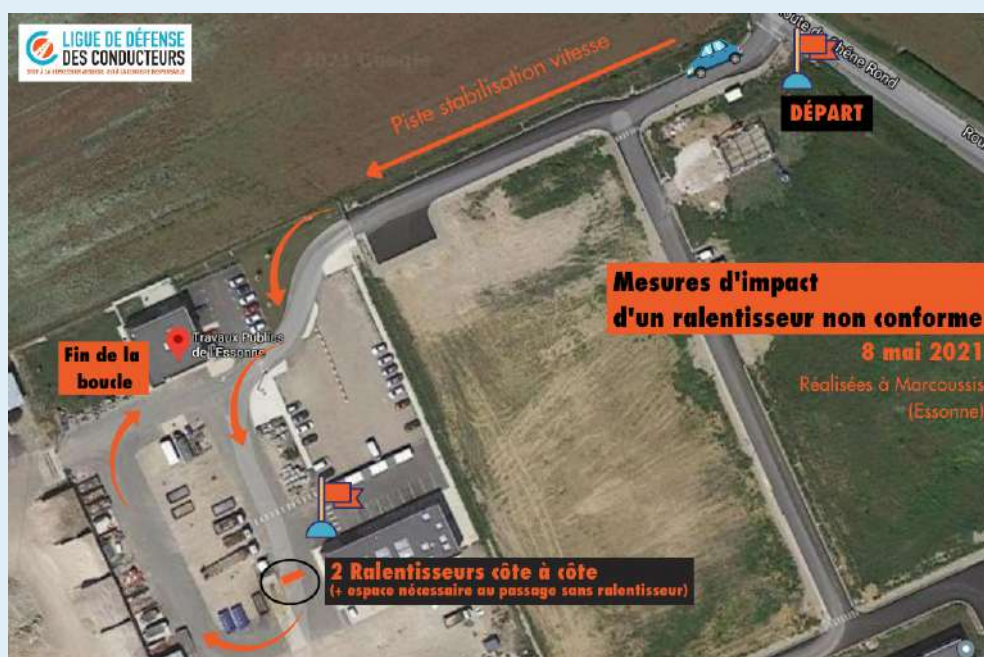 LIGUE DE DÉFENSE
DES CONDUCTEURS
Route du Chêne Rond
Piste stabilisation vitesse
DÉPART
Mesures d'impact
d'un ralentisseur non conforme
8 mai 2021
Réalisées à Marcoussis
(Essonne)
Travaux Publics
de l'Essonne
Fin de la
boucle
2 Ralentisseurs côte à côte
(+ espace nécessaire au passage sans ralentisseur)